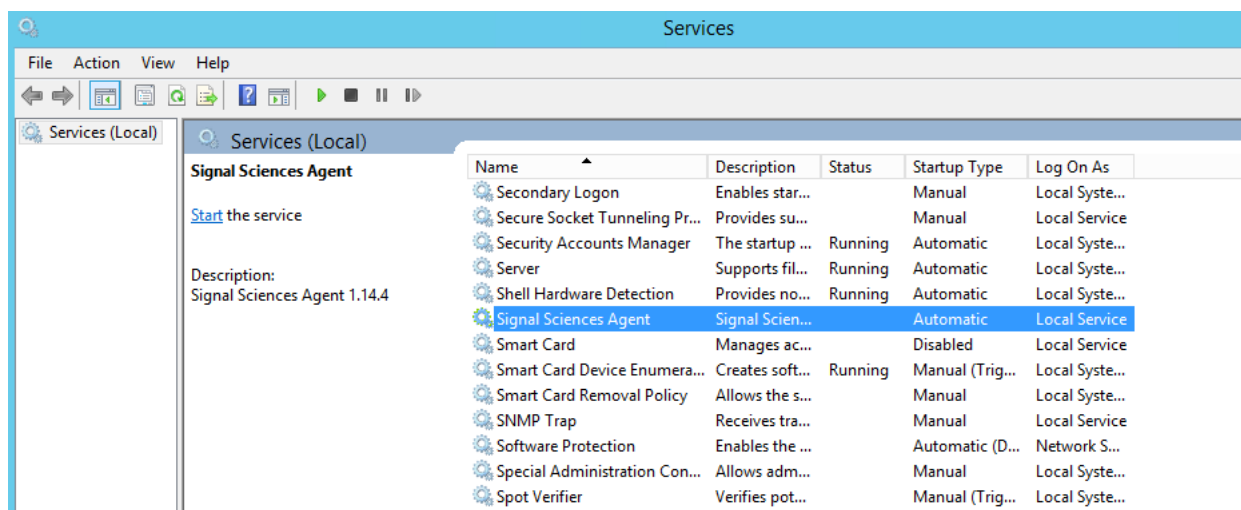 Services
File Action View Help
Services (Local)
Services (Local)
Signal Sciences Agent
Start the service
Description:
Signal Sciences Agent 1.14.4
Name Description Status Startup Type Log On As
Secondary Logon Enables star... Manual Local Syste...
Secure Socket Tunneling Pr... Provides su... Manual Local Service
Security Accounts Manager The startup ... Running Automatic Local Syste...
Server Supports fil... Running Automatic Local Syste...
Shell Hardware Detection Provides no... Running Automatic Local Syste...
Signal Sciences Agent Signal Scien... Automatic Local Service
Smart Card Manages ac... Disabled Local Service
Smart Card Device Enumera... Creates soft... Running Manual (Trig... Local Syste...
Smart Card Removal Policy Allows the s... Manual Local Syste...
SNMP Trap Receives tra... Manual Local Service
Software Protection Enables the ... Automatic (D... Network S...
Special Administration Con... Allows adm... Manual Local Syste...
Spot Verifier Verifies pot... Manual (Trig... Local Syste...